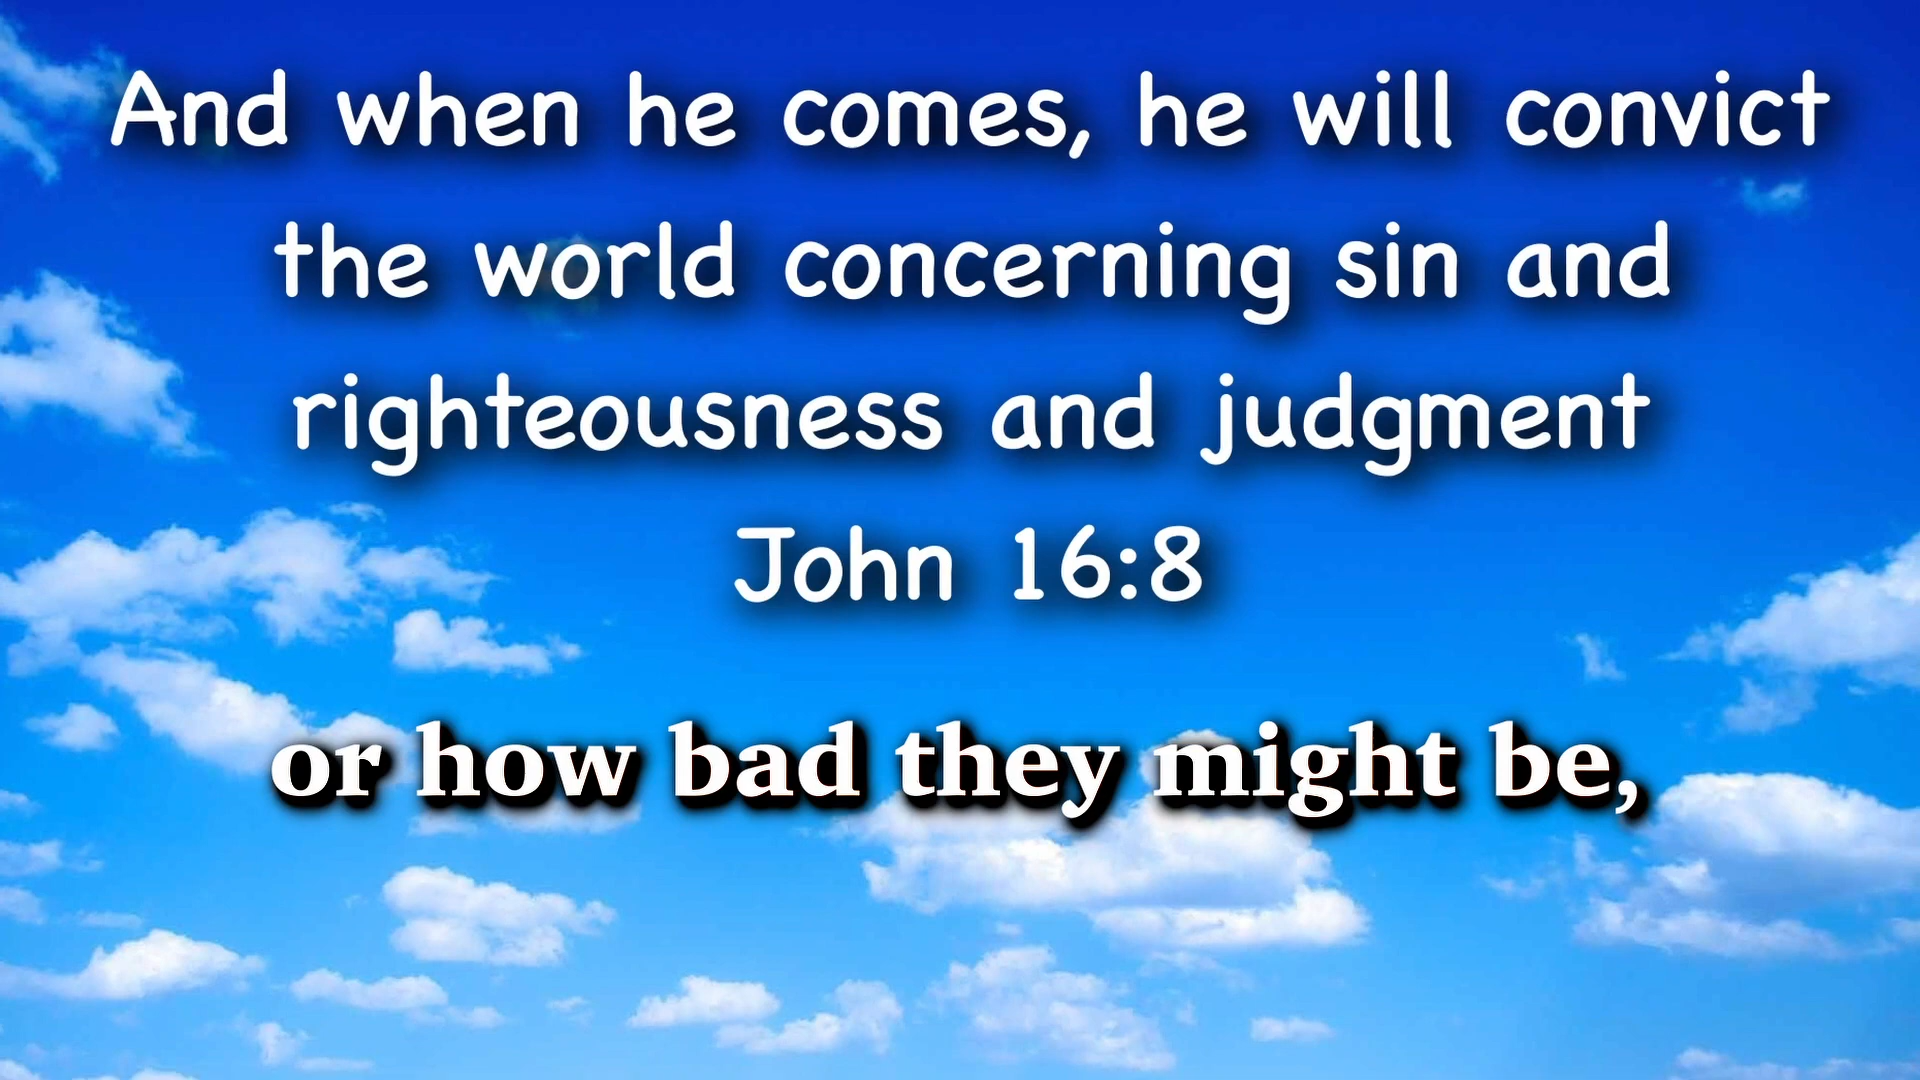 And when he comes, he will convict
the world concerning sin and
righteousness and judgment
John 16:8
or how bad they might be,